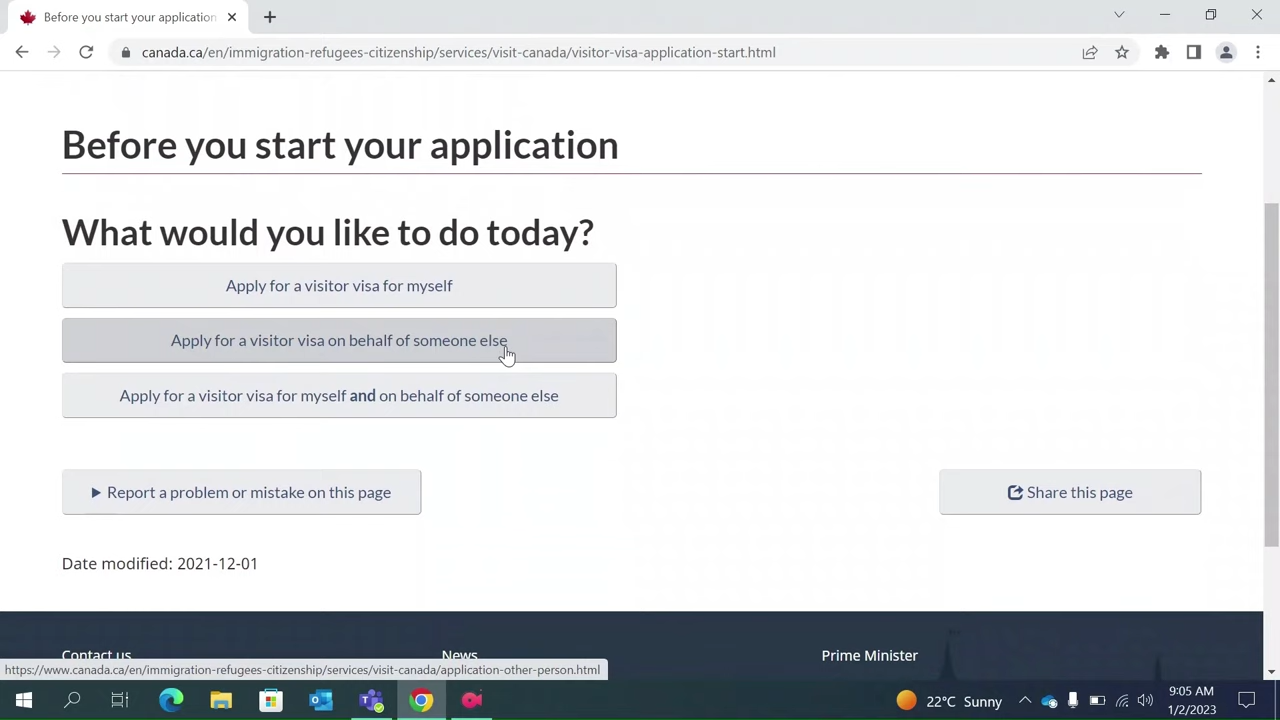 Before you start your application
canada.ca/en/immigration-refugees-citizenship/services/visit-canada/visitor-visa-application-start.html
Before you start your application
What would you like to do today?
Apply for a visitor visa for myself
Apply for a visitor visa on behalf of someone else
Apply for a visitor visa for myself and on behalf of someone else
Report a problem or mistake on this page
Share this page
Date modified: 2021-12-01
Contact us
News
Prime Minister
https://www.canada.ca/en/immigration-refugees-citizenship/services/visit-canada/application-other-person.html
22°C Sunny
9:05 AM
1/2/2023